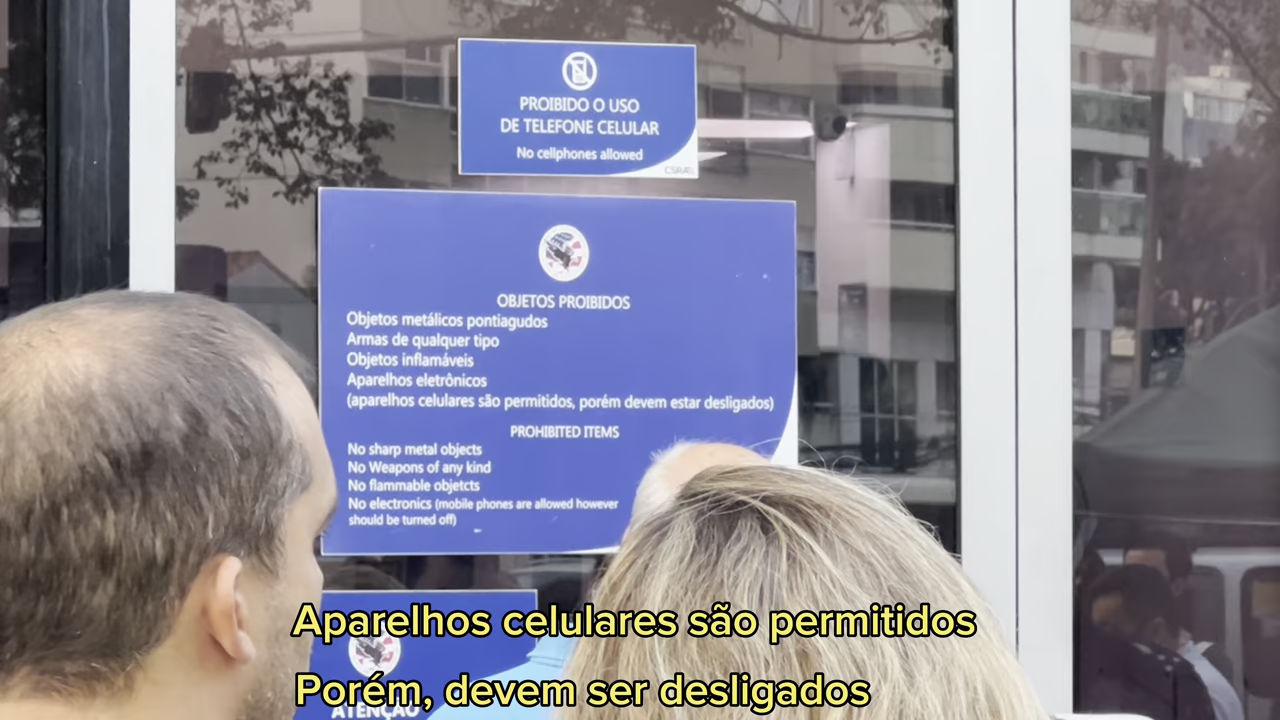 PROIBIDO O USO
DE TELEFONE CELULAR
No cellphones allowed
OBJETOS PROIBIDOS
Objetos metálicos pontiagudos
Armas de qualquer tipo
Objetos inflamáveis
Aparelhos eletrônicos
(aparelhos celulares são permitidos, porém devem estar desligados)
PROHIBITED ITEMS
No sharp metal objects
No Weapons of any kind
No flammable objetcts
No electronics (mobile phones are allowed however
should be turned off)
Aparelhos celulares são permitidos
Porém, devem ser desligados
ATENÇÃO